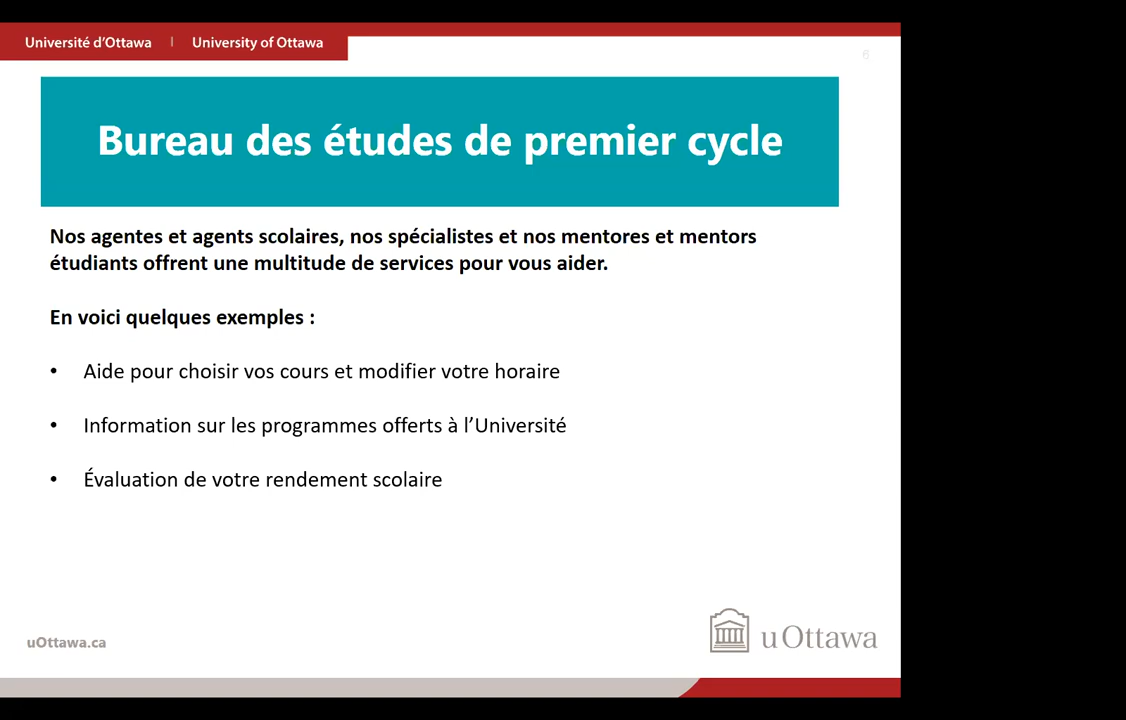 Université d'Ottawa | University of Ottawa
6
Bureau des études de premier cycle
Nos agentes et agents scolaires, nos spécialistes et nos mentores et mentors
étudiants offrent une multitude de services pour vous aider.
En voici quelques exemples :
• Aide pour choisir vos cours et modifier votre horaire
• Information sur les programmes offerts à l'Université
• Évaluation de votre rendement scolaire
uOttawa.ca
uOttawa